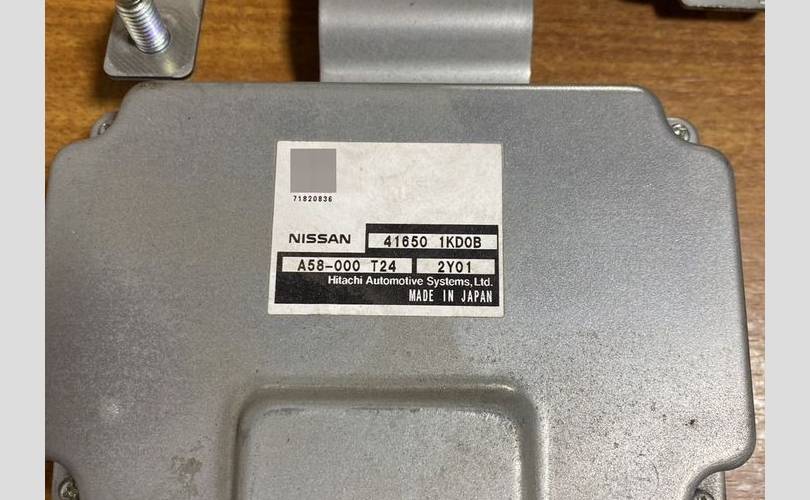 71820836
NISSAN 41650 1KD0B
A58-000 T24 2Y01
Hitachi Automotive Systems,Ltd.
MADE IN JAPAN